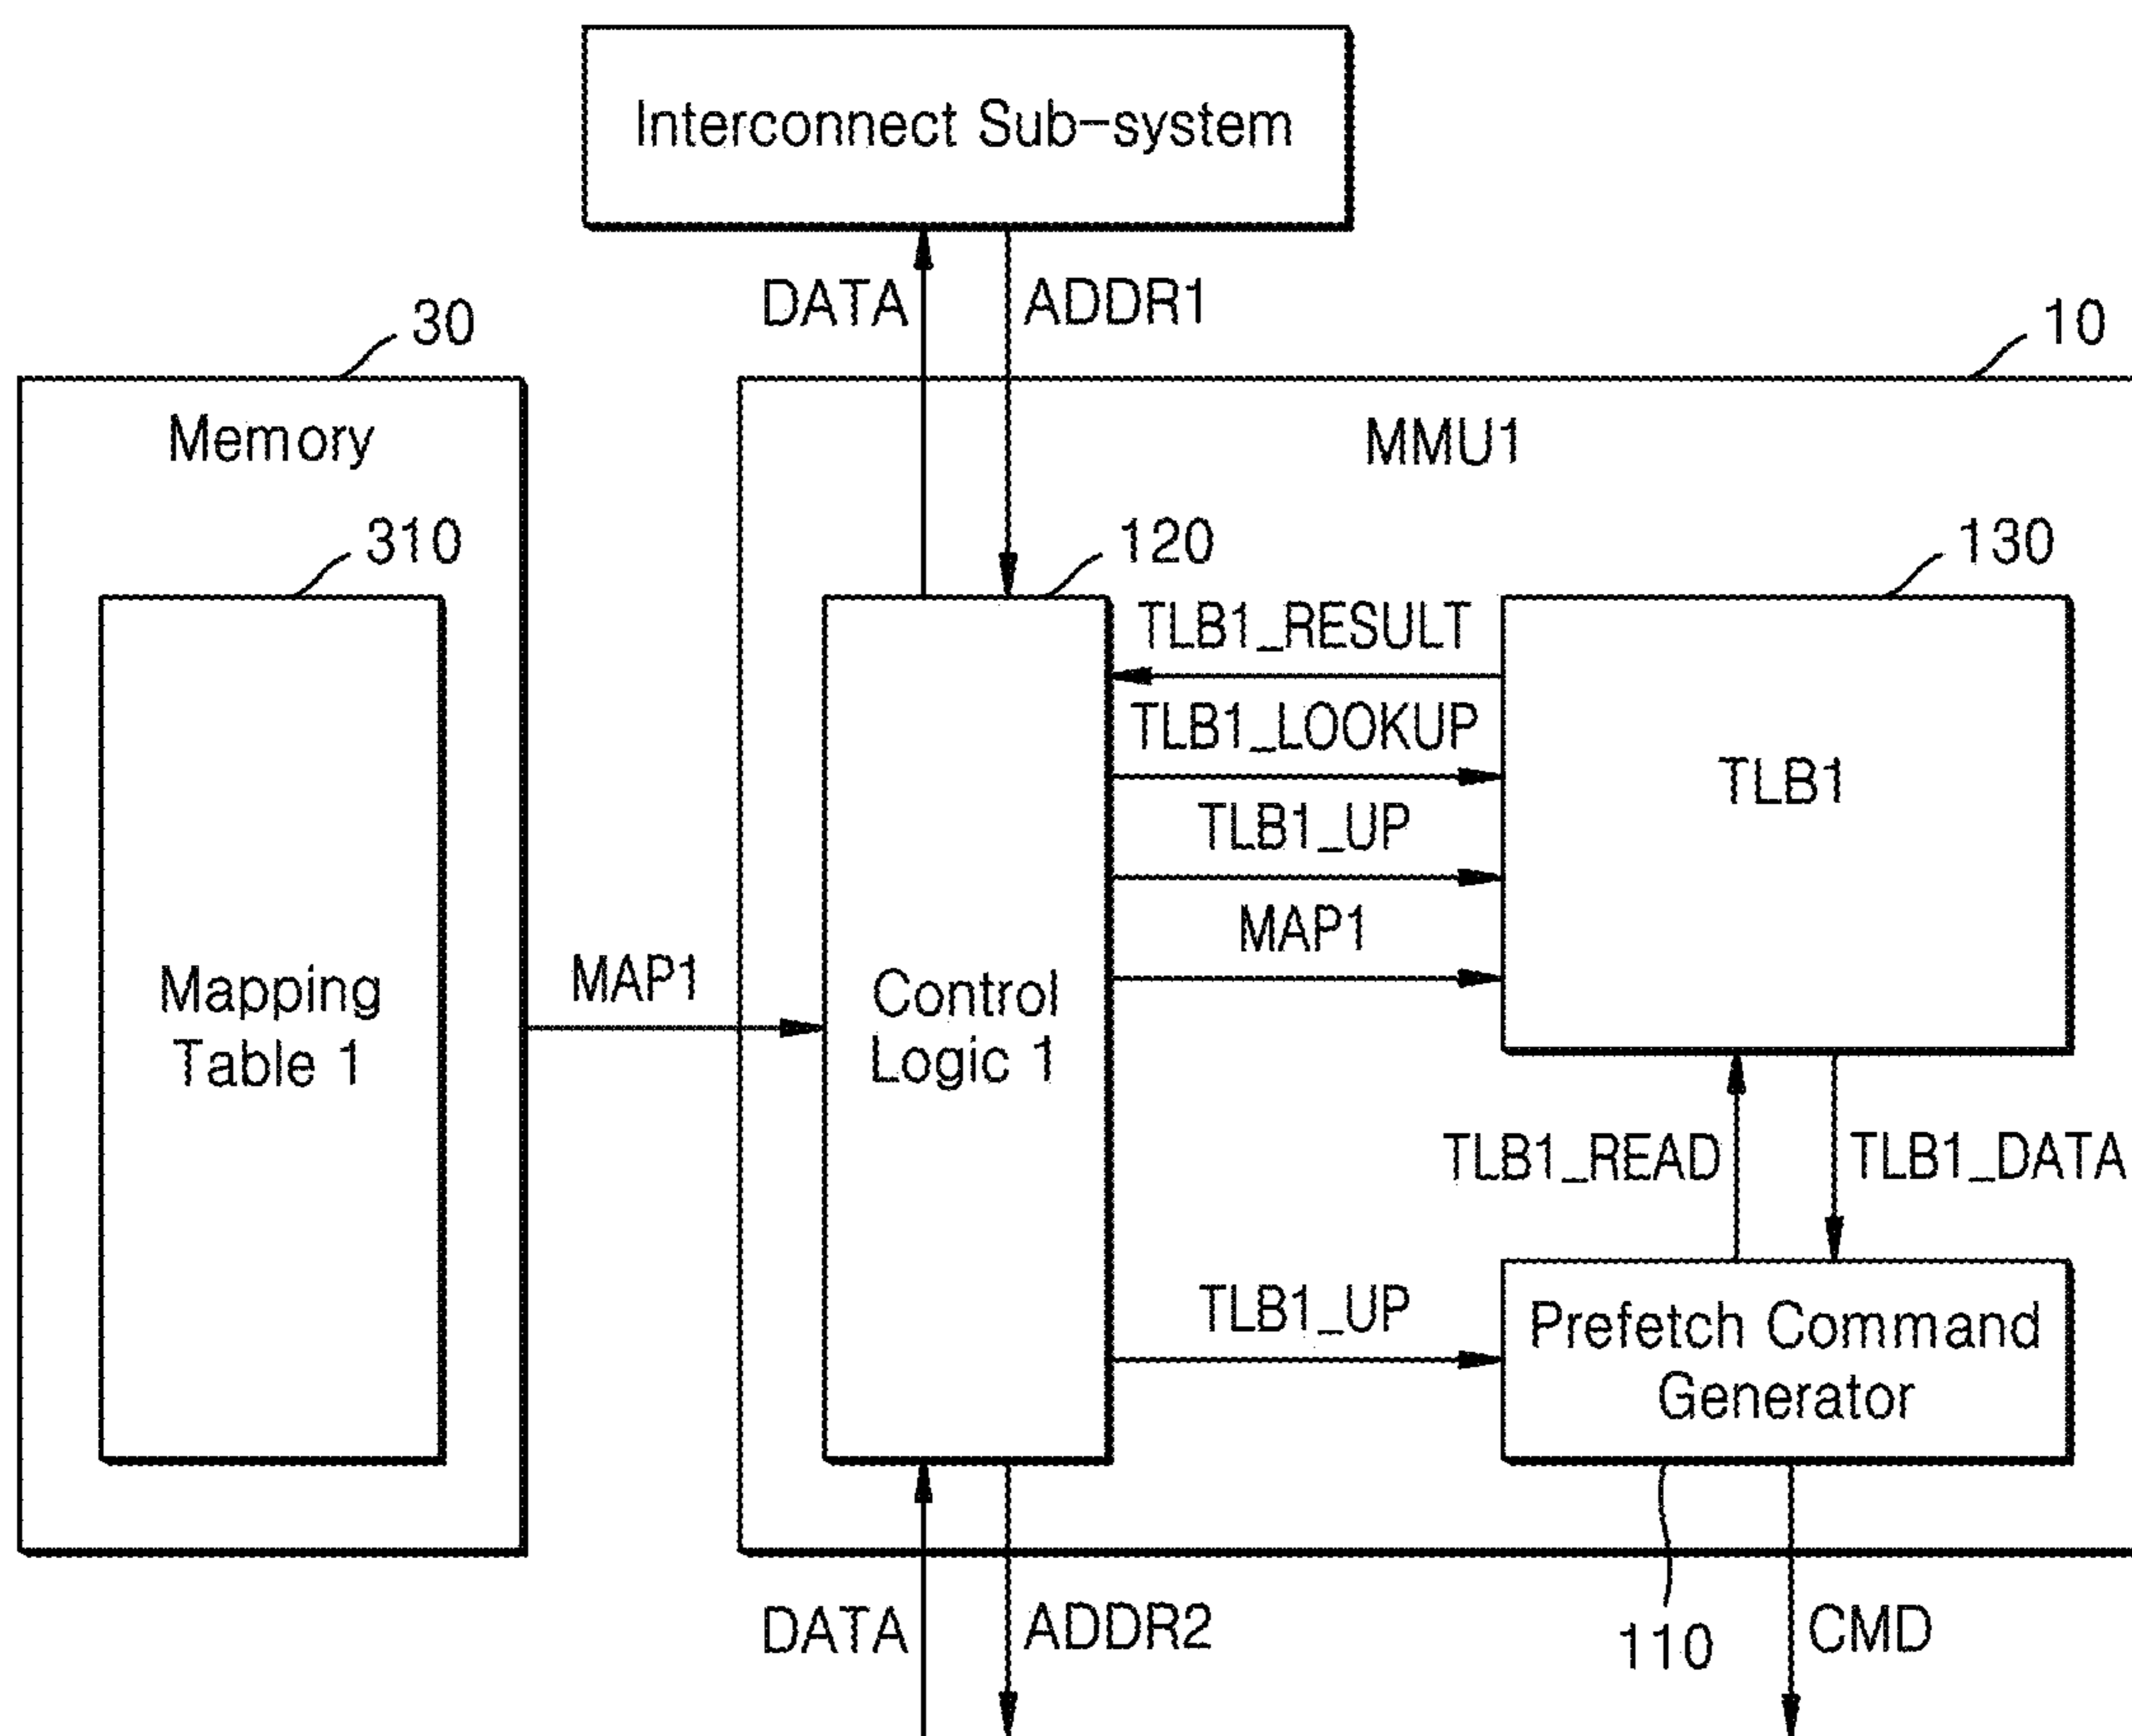 Interconnect Sub-system
DATA
ADDR1
30
10
Memory
MMU1
310
120
130
TLB1_RESULT
TLB1_LOOKUP
TLB1
TLB1_UP
MAP1
Mapping
Table 1
MAP1
Control
Logic 1
TLB1_READ
TLB1_DATA
TLB1_UP
Prefetch Command
Generator
DATA
ADDR2
110
CMD